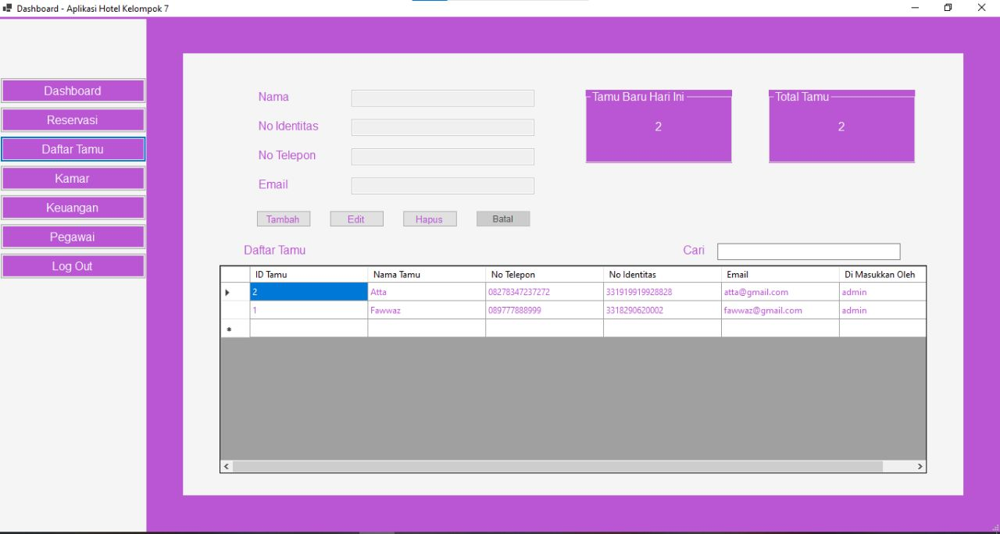 Dashboard - Aplikasi Hotel Kelompok 7
Dashboard
Reservasi
Daftar Tamu
Kamar
Keuangan
Pegawai
Log Out
Nama
No Identitas
No Telepon
Email
Tamu Baru Hari Ini
2
Total Tamu
2
Tambah Edit Hapus Batal
Daftar Tamu
Cari
ID Tamu Nama Tamu No Telepon No Identitas Email Di Masukkan Oleh
2 Atta 08278347237272 331919919928828 atta@gmail.com admin
1 Fawwaz 089777888999 3318290620002 fawwaz@gmail.com admin